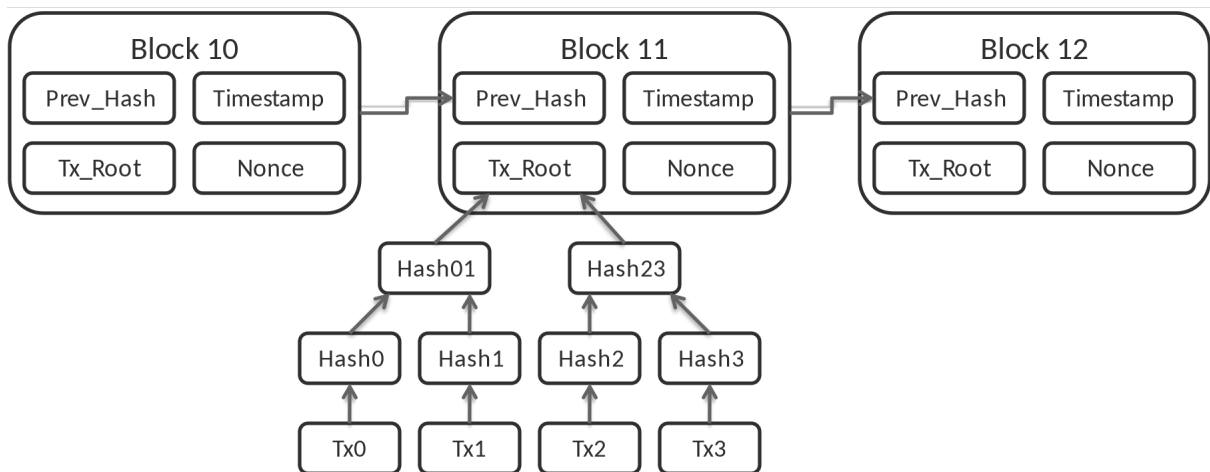 Block 10
Block 11
Block 12
Prev_Hash
Timestamp
Prev_Hash
Timestamp
Prev_Hash
Timestamp
Tx_Root
Nonce
Tx_Root
Nonce
Tx_Root
Nonce
Hash01
Hash23
Hash0
Hash1
Hash2
Hash3
Tx0
Tx1
Tx2
Tx3